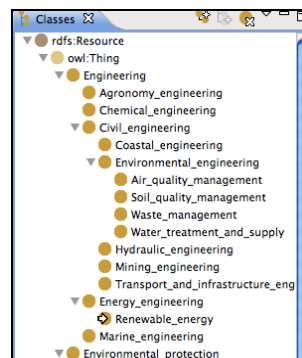 Classes
rdfs:Resource
owl:Thing
Engineering
Agronomy_engineering
Chemical_engineering
Civil_engineering
Coastal_engineering
Environmental_engineering
Air_quality_management
Soil_quality_management
Waste_management
Water_treatment_and_supply
Hydraulic_engineering
Mining_engineering
Transport_and_infrastructure_eng
Energy_engineering
Renewable_energy
Marine_engineering
Environmental_protection